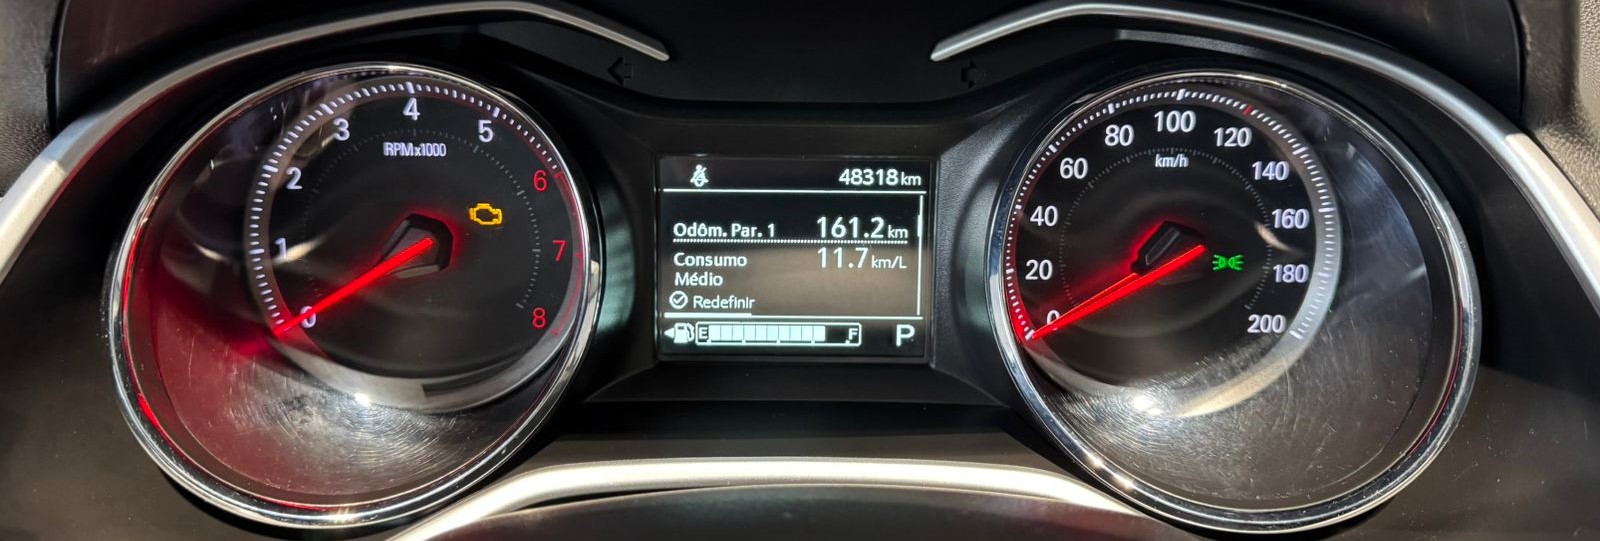 0
1
2
3
4
5
6
7
8
RPMx1000
48318 km
Odôm. Par. 1 161.2 km
Consumo 11.7 km/L
Médio
Redefinir
E F P
0
20
40
60
80
100
120
140
160
180
200
km/h